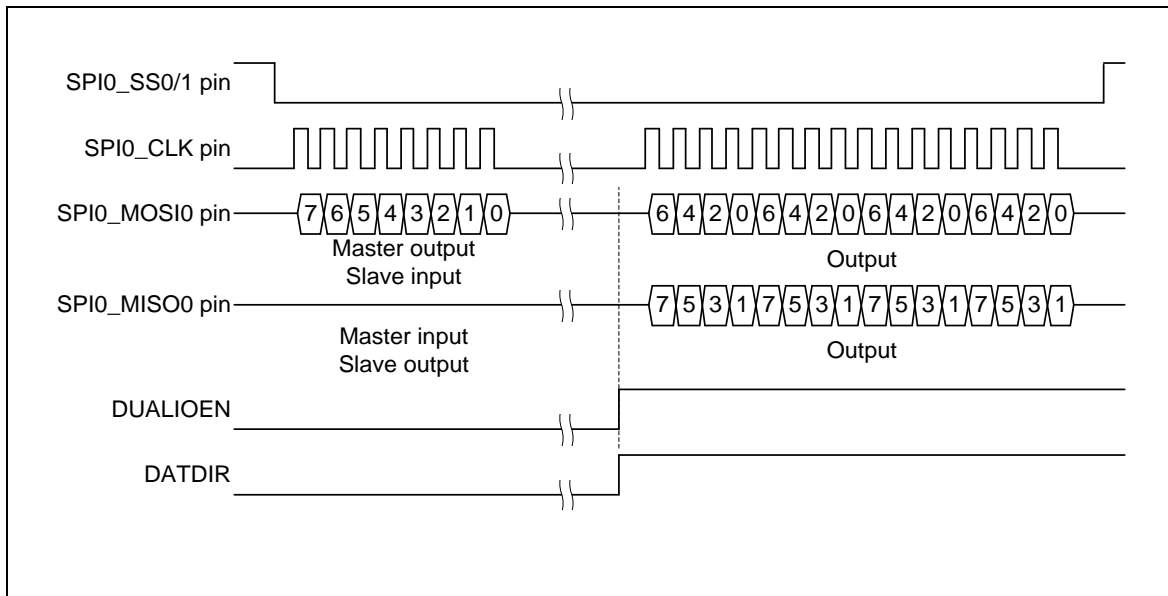 SPI0_SS0/1 pin
SPI0_CLK pin
SPI0_MOSI0 pin
7 6 5 4 3 2 1 0
6 4 2 0 6 4 2 0 6 4 2 0 6 4 2 0
Master output
Slave input
Output
SPI0_MISO0 pin
7 5 3 1 7 5 3 1 7 5 3 1 7 5 3 1
Master input
Slave output
Output
DUALIOEN
DATDIR